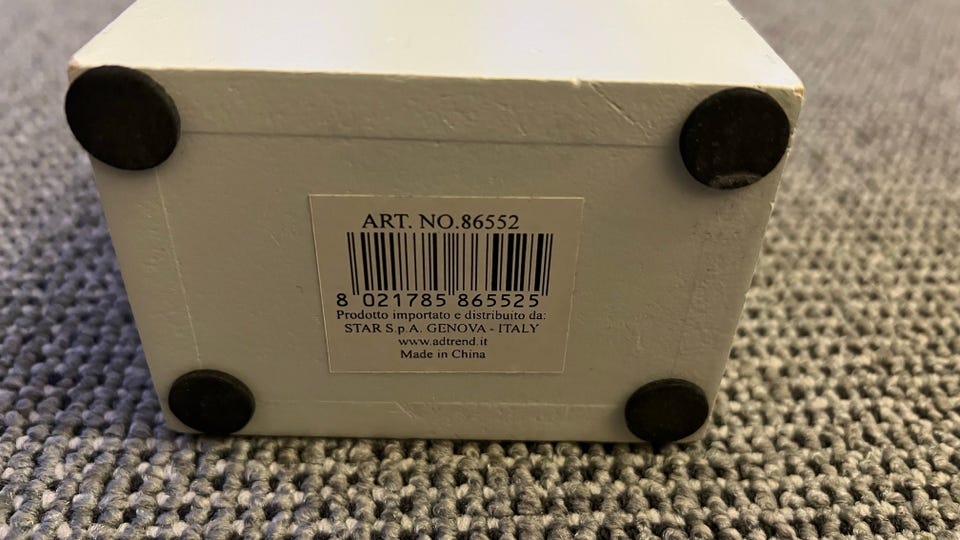 ART. NO.86552
8 021785 865525
Prodotto importato e distribuito da:
STAR S.p.A. GENOVA - ITALY
www.adtrend.it
Made in China